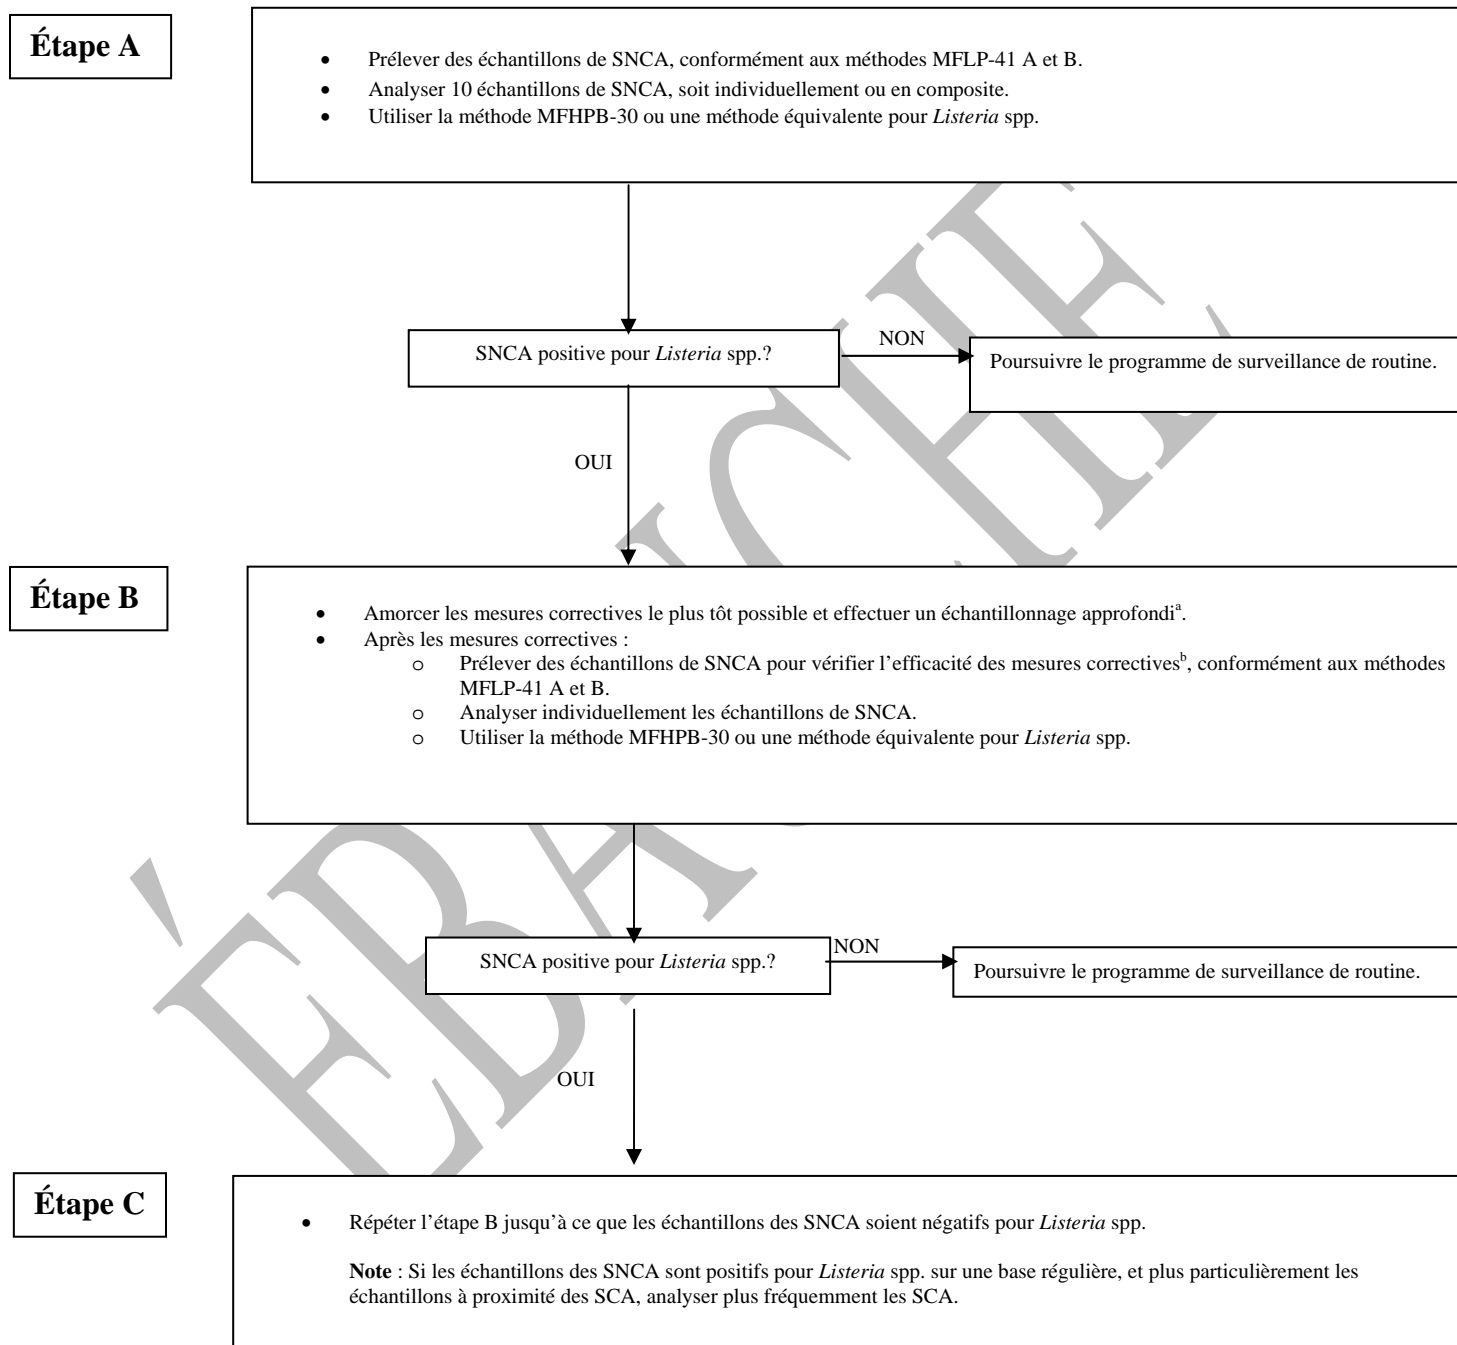 Étape A
• Prélever des échantillons de SNCA, conformément aux méthodes MFLP-41 A et B.
• Analyser 10 échantillons de SNCA, soit individuellement ou en composite.
• Utiliser la méthode MFHPB-30 ou une méthode équivalente pour Listeria spp.
SNCA positive pour Listeria spp.?
NON
Poursuivre le programme de surveillance de routine.
OUI
Étape B
• Amorcer les mesures correctives le plus tôt possible et effectuer un échantillonnage approfondiᵃ.
• Après les mesures correctives :
o Prélever des échantillons de SNCA pour vérifier l’efficacité des mesures correctivesᵇ, conformément aux méthodes
MFLP-41 A et B.
o Analyser individuellement les échantillons de SNCA.
o Utiliser la méthode MFHPB-30 ou une méthode équivalente pour Listeria spp.
SNCA positive pour Listeria spp.?
NON
Poursuivre le programme de surveillance de routine.
OUI
Étape C
• Répéter l’étape B jusqu’à ce que les échantillons des SNCA soient négatifs pour Listeria spp.
Note : Si les échantillons des SNCA sont positifs pour Listeria spp. sur une base régulière, et plus particulièrement les
échantillons à proximité des SCA, analyser plus fréquemment les SCA.
ÉBAUCHE